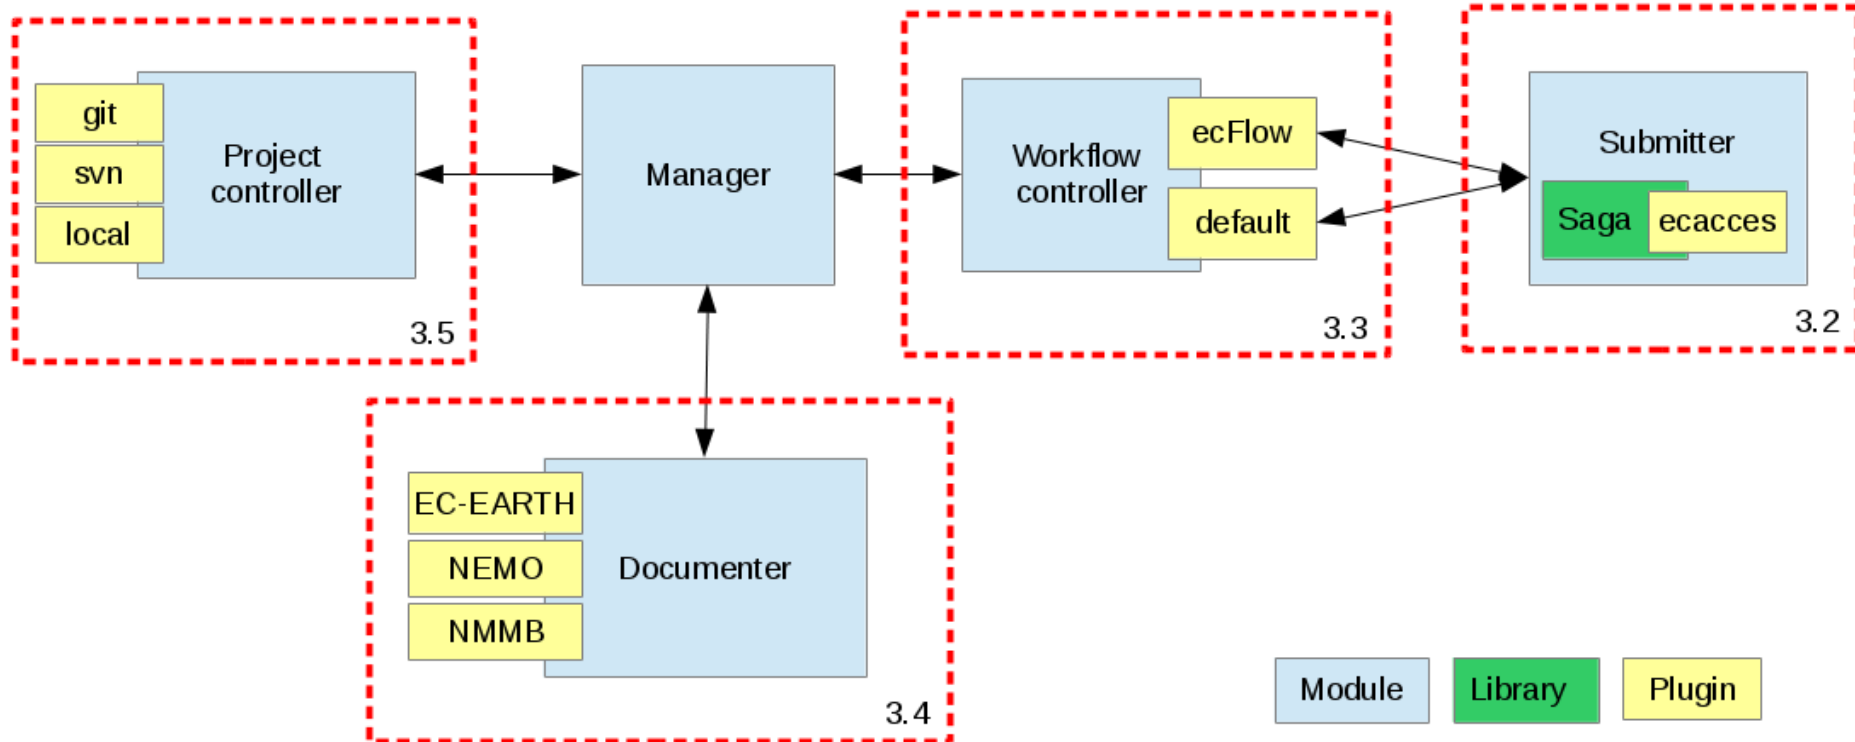 git
svn
local
Project
controller
3.5
Manager
Workflow
controller
ecFlow
default
3.3
Submitter
Saga
ecacces
3.2
EC-EARTH
NEMO
NMMB
Documenter
3.4
Module
Library
Plugin